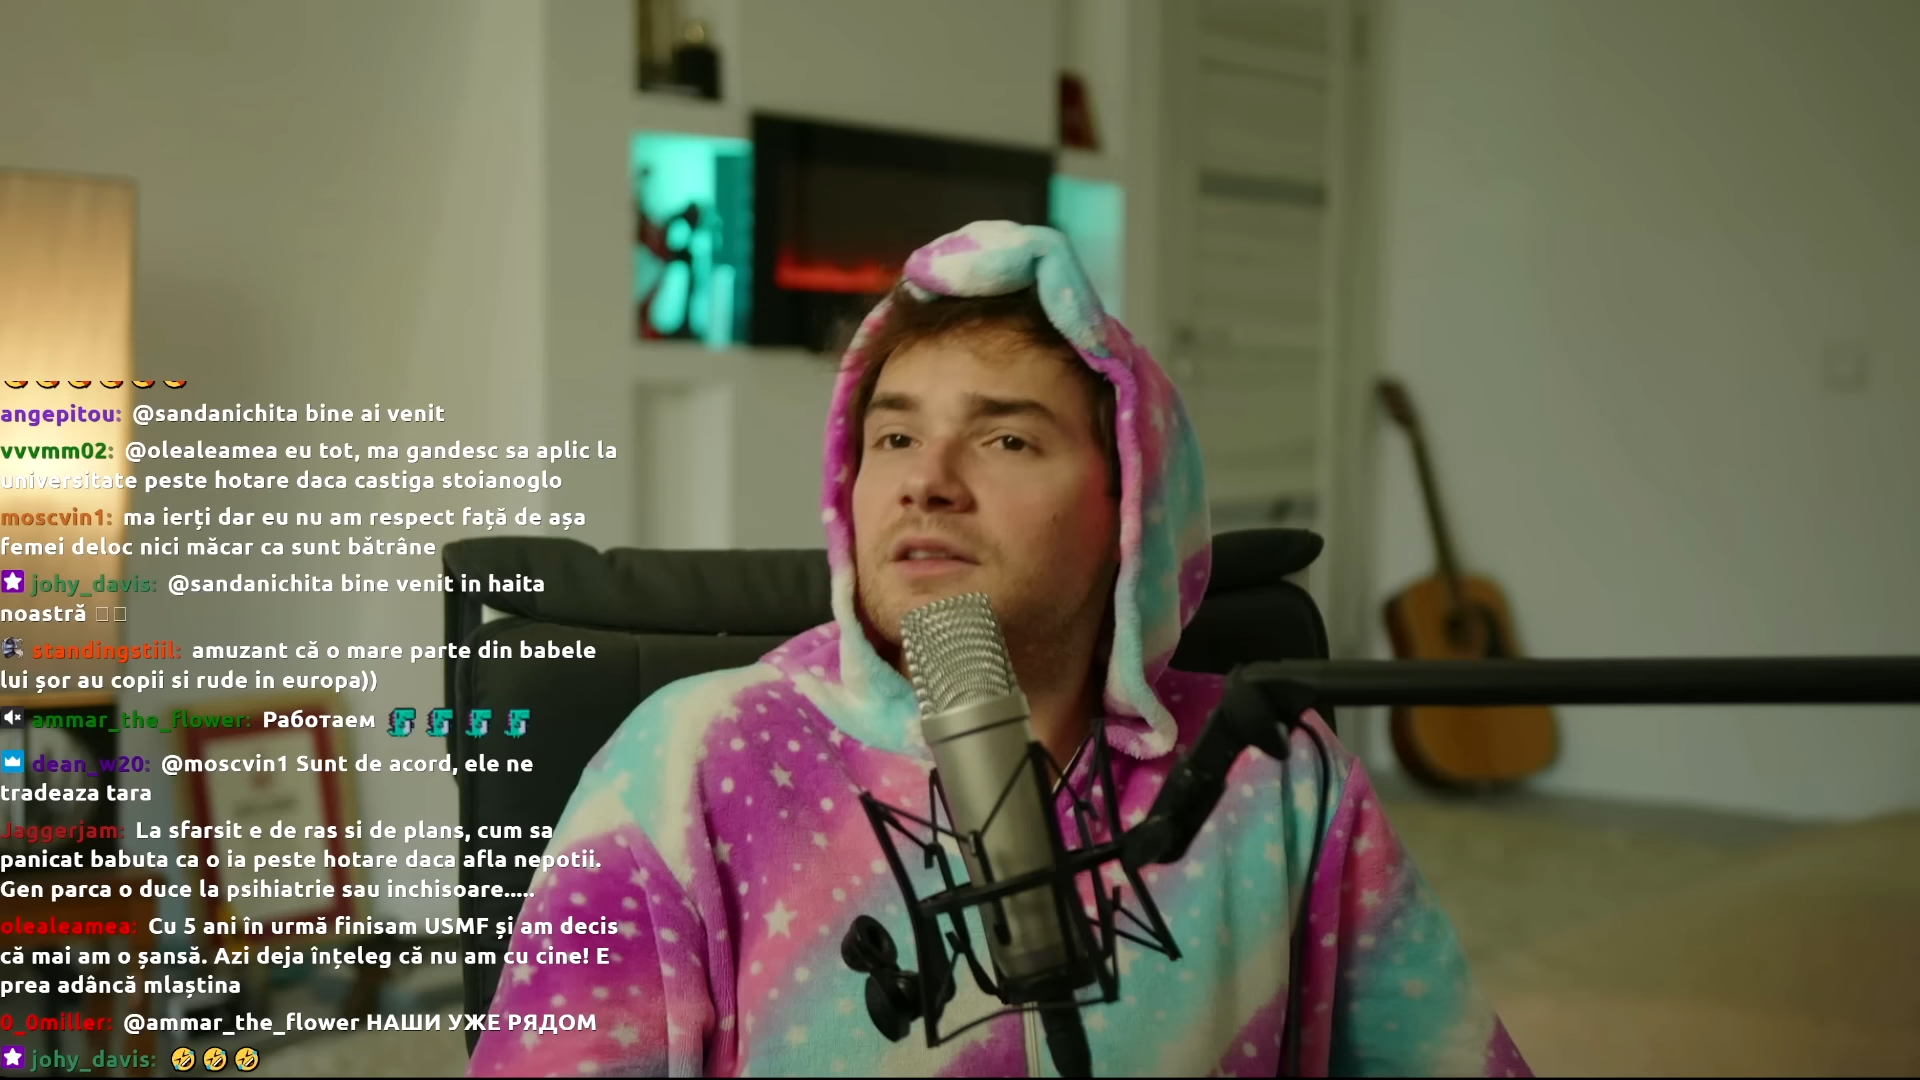 angepitou: @sandanichita bine ai venit
vvvmm02: @olealeamea eu tot, ma gandesc sa aplic la
universitate peste hotare daca castiga stoianoglo
moscvin1: ma ierți dar eu nu am respect față de așa
femei deloc nici măcar ca sunt bătrâne
johy_davis: @sandanichita bine venit in haita
noastră
standingstiil: amuzant că o mare parte din babele
lui șor au copii si rude in europa))
ammar_the_flower: Работаем
dean_w20: @moscvin1 Sunt de acord, ele ne
tradeaza tara
Jaggerjam: La sfarsit e de ras si de plans, cum sa
panicat babuta ca o ia peste hotare daca afla nepotii.
Gen parca o duce la psihiatrie sau inchisoare.....
olealeamea: Cu 5 ani în urmă finisam USMF și am decis
că mai am o șansă. Azi deja înțeleg că nu am cu cine! E
prea adâncă mlaștina
0_0miller: @ammar_the_flower НАШИ УЖЕ РЯДОМ
johy_davis: 🤣🤣🤣